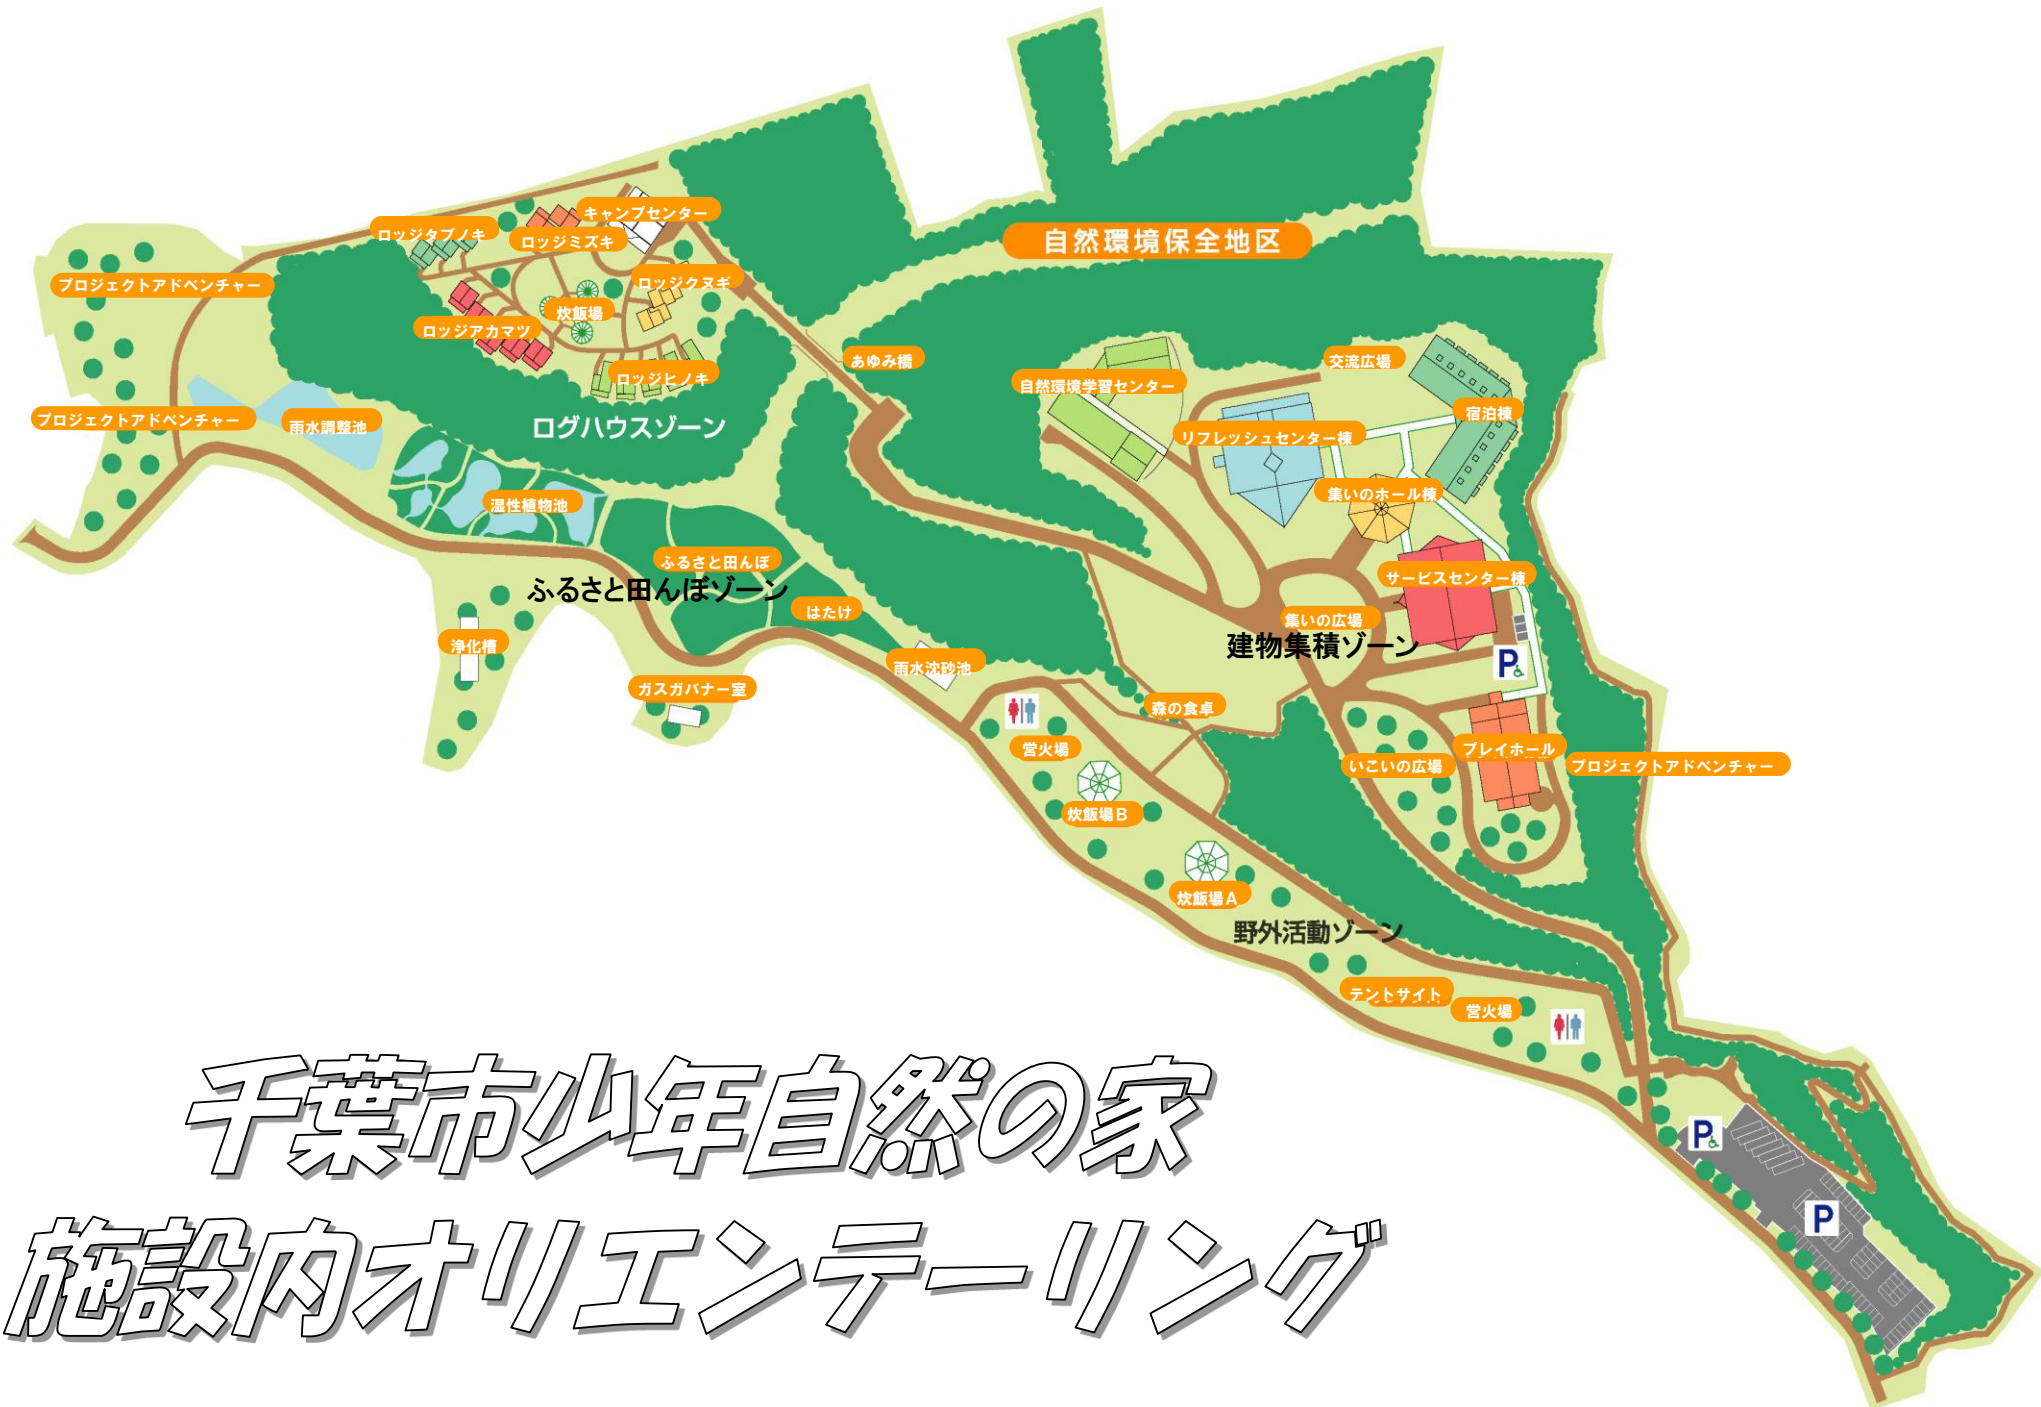 キャンプセンター
ロッジタブノキ
ロッジミズキ
自然環境保全地区
プロジェクトアドベンチャー
ロッジクヌギ
炊飯場
ロッジアカマツ
あゆみ橋
交流広場
ロッジヒノキ
自然環境学習センター
宿泊棟
プロジェクトアドベンチャー
雨水調整池
ログハウスゾーン
リフレッシュセンター棟
集いのホール棟
湿性植物池
ふるさと田んぼ
サービスセンター棟
ふるさと田んぼゾーン
はたけ
集いの広場
浄化槽
建物集積ゾーン
雨水沈砂池
P
ガスガバナー室
森の食卓
営火場
プレイホール
いこいの広場
プロジェクトアドベンチャー
炊飯場B
炊飯場A
野外活動ゾーン
テントサイト
営火場
P
P
千葉市少年自然の家
施設内オリエンテーリング